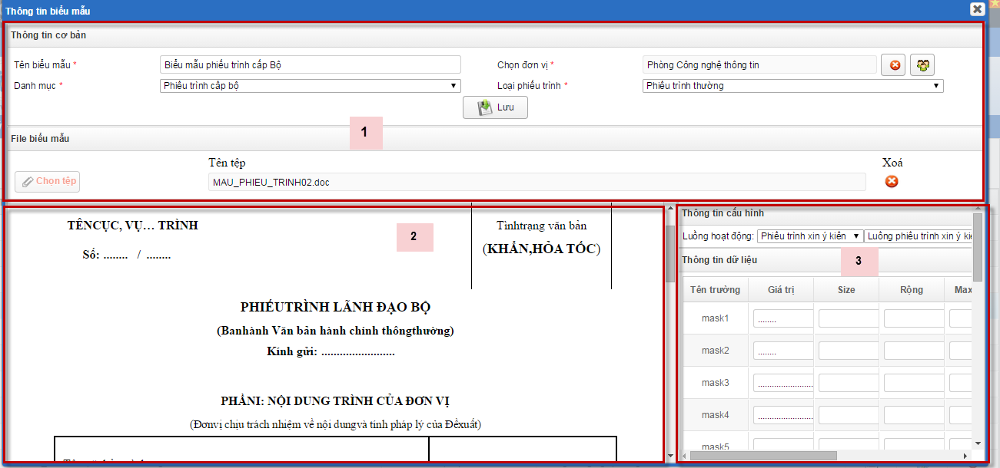 Thông tin biểu mẫu
Thông tin cơ bản
Tên biểu mẫu * Biểu mẫu phiếu trình cấp Bộ Chọn đơn vị * Phòng Công nghệ thông tin
Danh mục * Phiếu trình cấp bộ Loại phiếu trình * Phiếu trình thường
Lưu
1
File biểu mẫu
Tên tệp Xoá
Chọn tệp MAU_PHIEU_TRINH02.doc
TÊNCỤC, VỤ… TRÌNH
Số: ........ / ........
2
Tìnhtrạng văn bản
(KHẨN,HỎA TỐC)
PHIẾUTRÌNH LÃNH ĐẠO BỘ
(Banhành Văn bản hành chính thôngthường)
Kính gửi: ........................
PHẦNI: NỘI DUNG TRÌNH CỦA ĐƠN VỊ
(Đơnvị chịu trách nhiệm về nội dungvà tính pháp lý của Đềxuất)
Thông tin cấu hình
Luồng hoạt động: Phiếu trình xin ý kiến Luồng phiếu trình xin ý
3
Thông tin dữ liệu
Tên trường Giá trị Size Rộng Max
mask1 ........
mask2 ........
mask3 ........................
mask4 ........................
mask5